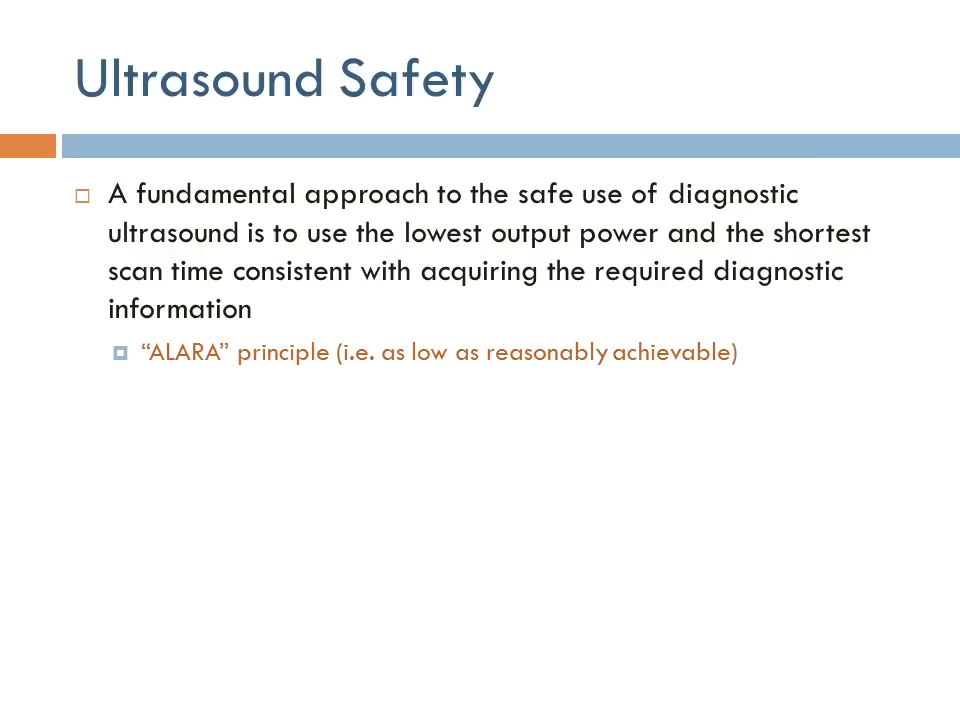 Ultrasound Safety
A fundamental approach to the safe use of diagnostic
ultrasound is to use the lowest output power and the shortest
scan time consistent with acquiring the required diagnostic
information
“ALARA” principle (i.e. as low as reasonably achievable)